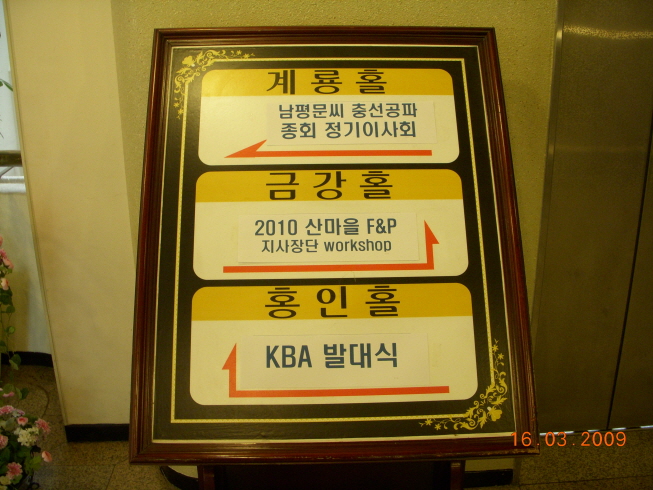 계룡홀
남평문씨 충선공파
종회 정기이사회
금강홀
2010 산마을 F&P
지사장단 workshop
홍인홀
KBA 발대식
16.03.2009